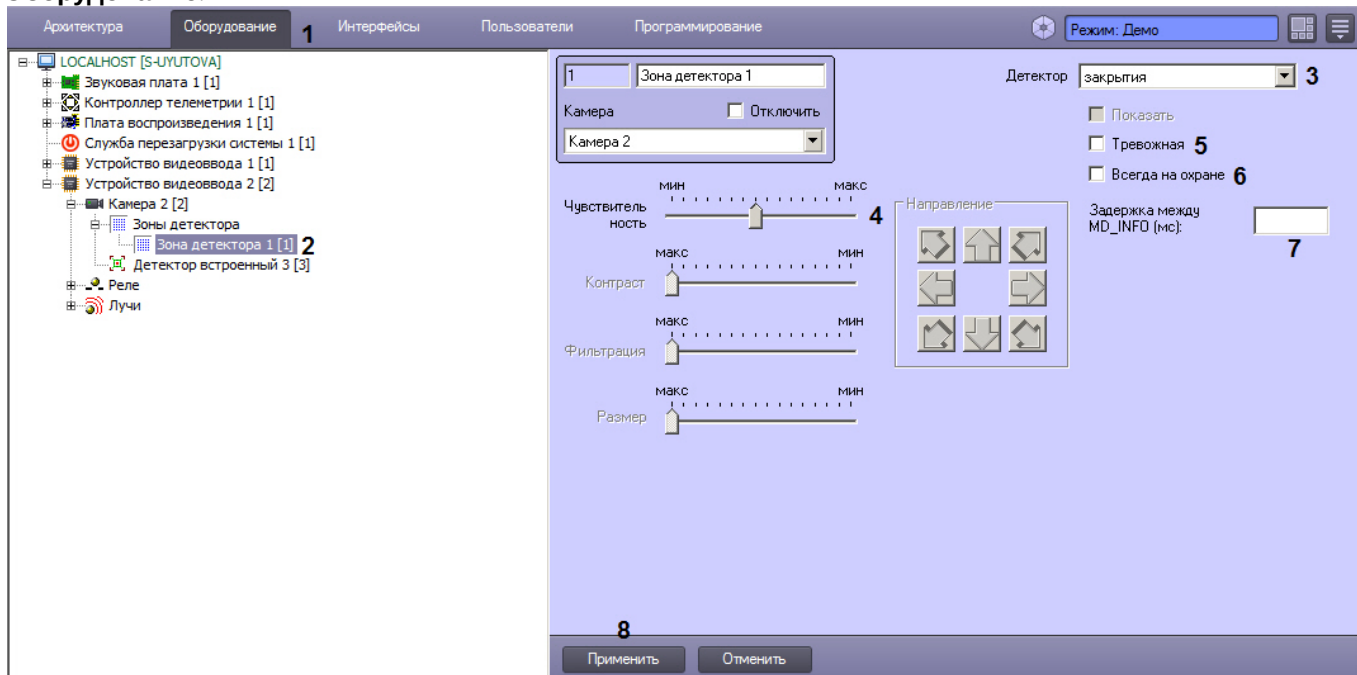 Архитектура Оборудование 1 Интерфейсы Пользователи Программирование Режим: Демо
LOCALHOST [S-UYUTOVA]
Звуковая плата 1 [1]
Контроллер телеметрии 1 [1]
Плата воспроизведения 1 [1]
Служба перезагрузки системы 1 [1]
Устройство видеоввода 1 [1]
Устройство видеоввода 2 [2]
Камера 2 [2]
Зоны детектора
Зона детектора 1 [1] 2
Детектор встроенный 3 [3]
Реле
Лучи
1 Зона детектора 1
Камера Отключить
Камера 2
Детектор закрытия 3
Показать
Тревожная 5
Всегда на охране 6
Задержка между
MD_INFO (мс):
7
мин макс
Чувствитель
ность
4
макс мин
Контраст
макс мин
Фильтрация
макс мин
Размер
Направление
8
Применить Отменить